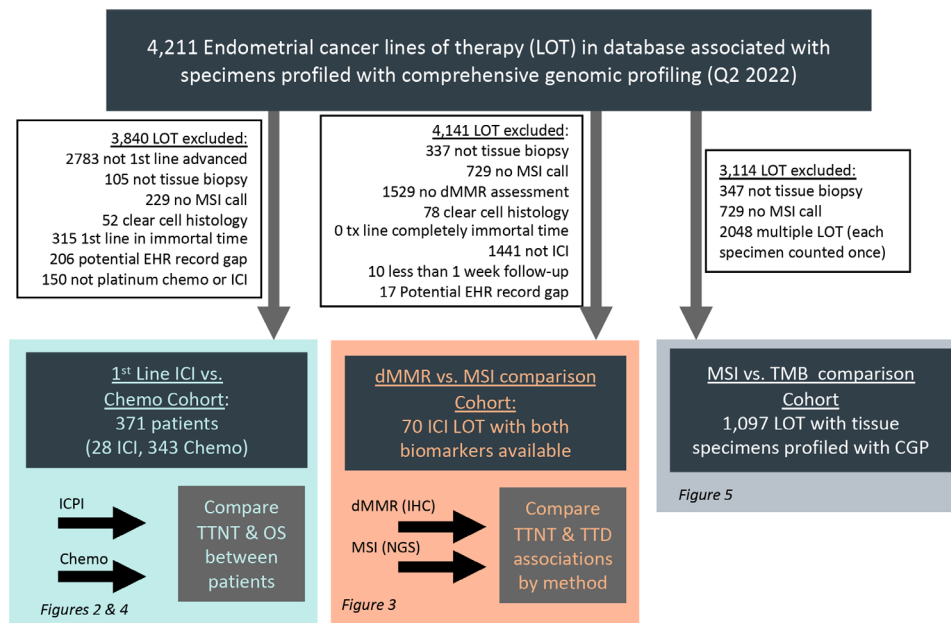 4,211 Endometrial cancer lines of therapy (LOT) in database associated with
specimens profiled with comprehensive genomic profiling (Q2 2022)
3,840 LOT excluded:
2783 not 1st line advanced
105 not tissue biopsy
229 no MSI call
52 clear cell histology
315 1st line in immortal time
206 potential EHR record gap
150 not platinum chemo or ICI
4,141 LOT excluded:
337 not tissue biopsy
729 no MSI call
1529 no dMMR assessment
78 clear cell histology
0 tx line completely immortal time
1441 not ICI
10 less than 1 week follow-up
17 Potential EHR record gap
3,114 LOT excluded:
347 not tissue biopsy
729 no MSI call
2048 multiple LOT (each
specimen counted once)
1st Line ICI vs.
Chemo Cohort:
371 patients
(28 ICI, 343 Chemo)
ICPI
Chemo
Compare
TTNT & OS
between
patients
Figures 2 & 4
dMMR vs. MSI comparison
Cohort:
70 ICI LOT with both
biomarkers available
dMMR (IHC)
MSI (NGS)
Compare
TTNT & TTD
associations
by method
Figure 3
MSI vs. TMB comparison
Cohort
1,097 LOT with tissue
specimens profiled with CGP
Figure 5